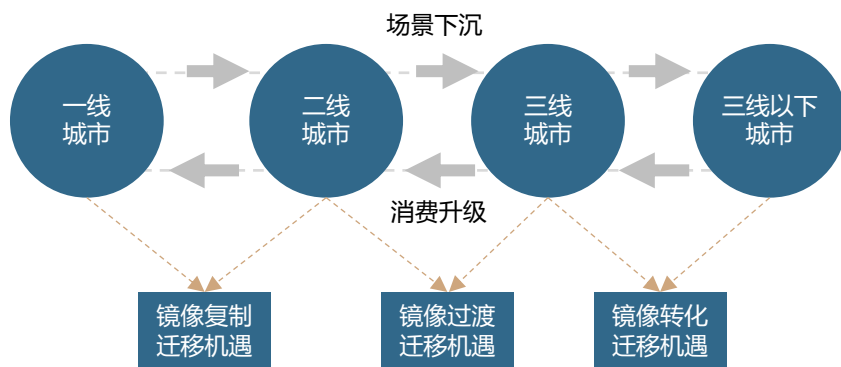 场景下沉
一线
城市
二线
城市
三线
城市
三线以下
城市
消费升级
镜像复制
迁移机遇
镜像过渡
迁移机遇
镜像转化
迁移机遇